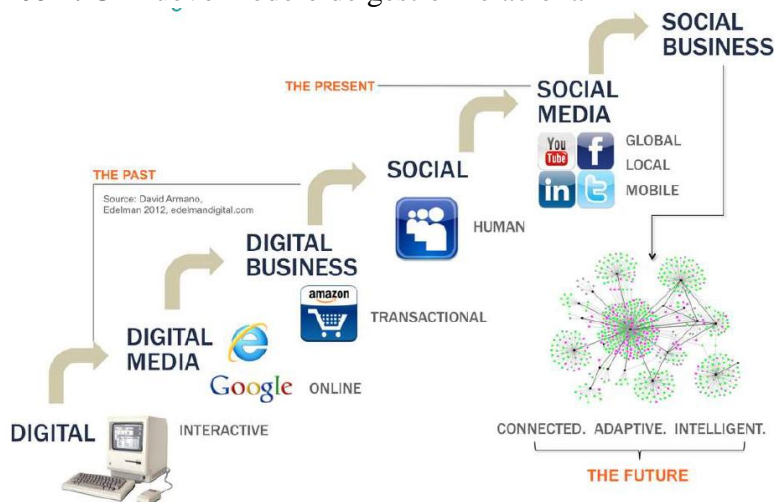 SOCIAL
BUSINESS
THE PRESENT
SOCIAL
MEDIA
You
Tube
f
in
t
GLOBAL
LOCAL
MOBILE
THE PAST
Source: David Armano,
Edelman 2012, edelmandigital.com
SOCIAL
HUMAN
DIGITAL
BUSINESS
amazon
TRANSACTIONAL
DIGITAL
MEDIA
e
Google
ONLINE
DIGITAL
INTERACTIVE
CONNECTED. ADAPTIVE. INTELLIGENT.
THE FUTURE